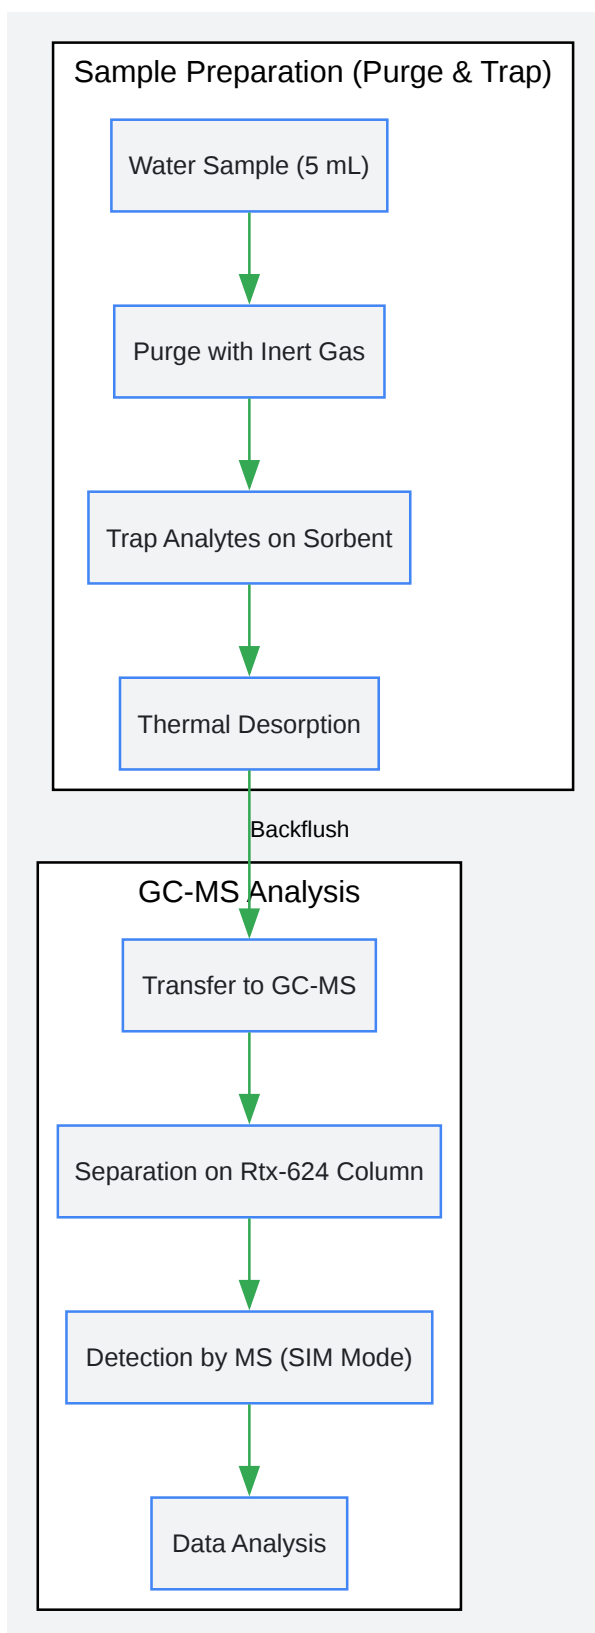 Sample Preparation (Purge & Trap)
Water Sample (5 mL)
Purge with Inert Gas
Trap Analytes on Sorbent
Thermal Desorption
Backflush
GC-MS Analysis
Transfer to GC-MS
Separation on Rtx-624 Column
Detection by MS (SIM Mode)
Data Analysis